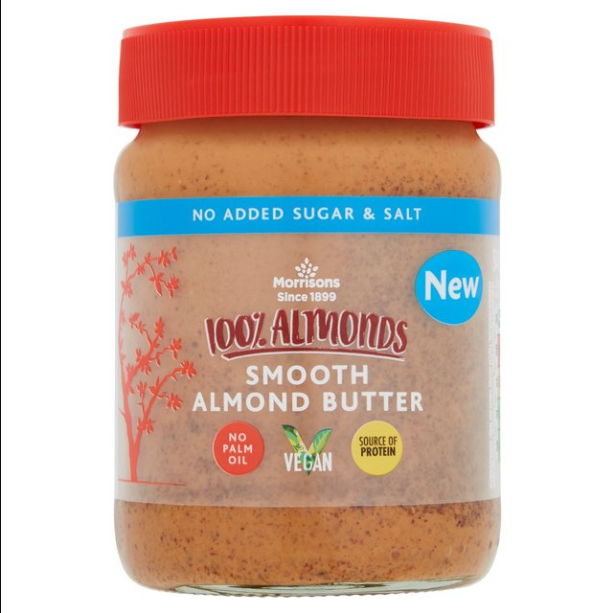 NO ADDED SUGAR & SALT
Morrisons
Since 1899
New
100% ALMONDS
SMOOTH
ALMOND BUTTER
NO
PALM
OIL
VEGAN
SOURCE OF
PROTEIN